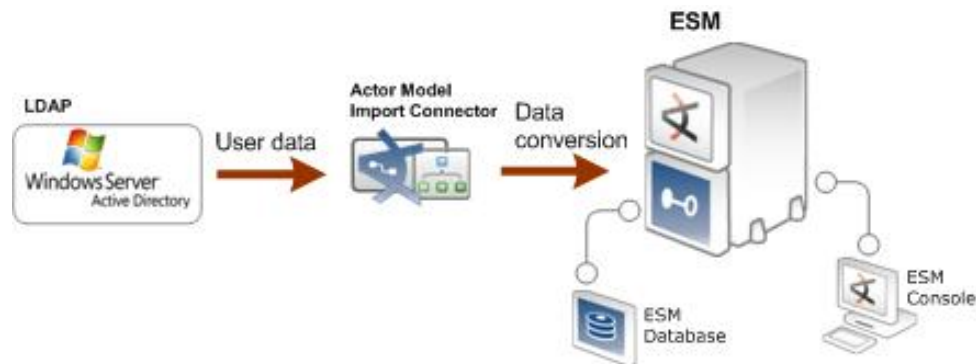 ESM
LDAP
Windows Server
Active Directory
User data
Actor Model
Import Connector
Data
conversion
ESM
Database
ESM
Console